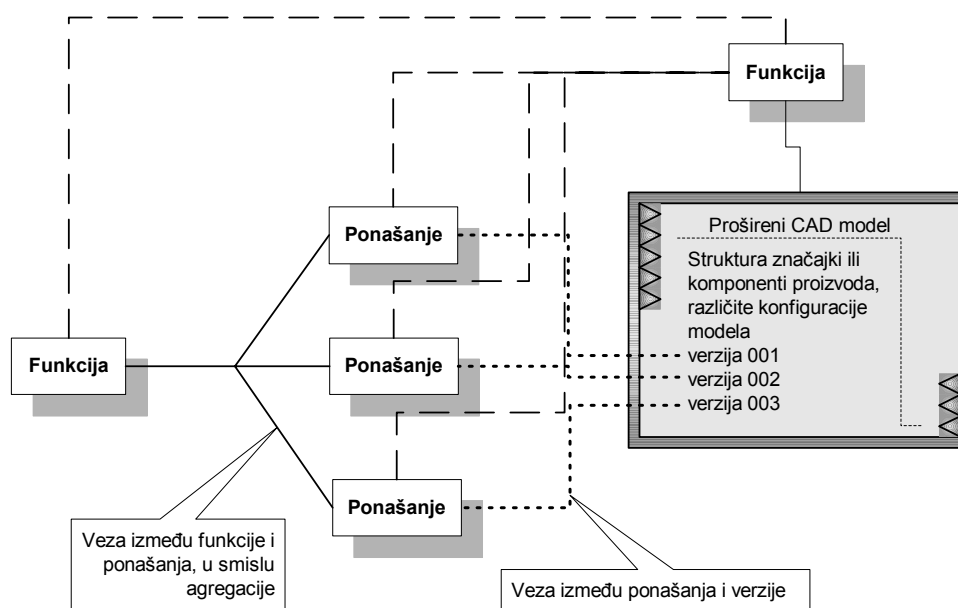 Funkcija
Ponašanje
Prošireni CAD model
Struktura značajki ili
komponenti proizvoda,
različite konfiguracije
modela
verzija 001
verzija 002
verzija 003
Funkcija
Ponašanje
Ponašanje
Veza između funkcije i
ponašanja, u smislu
agregacije
Veza između ponašanja i verzije